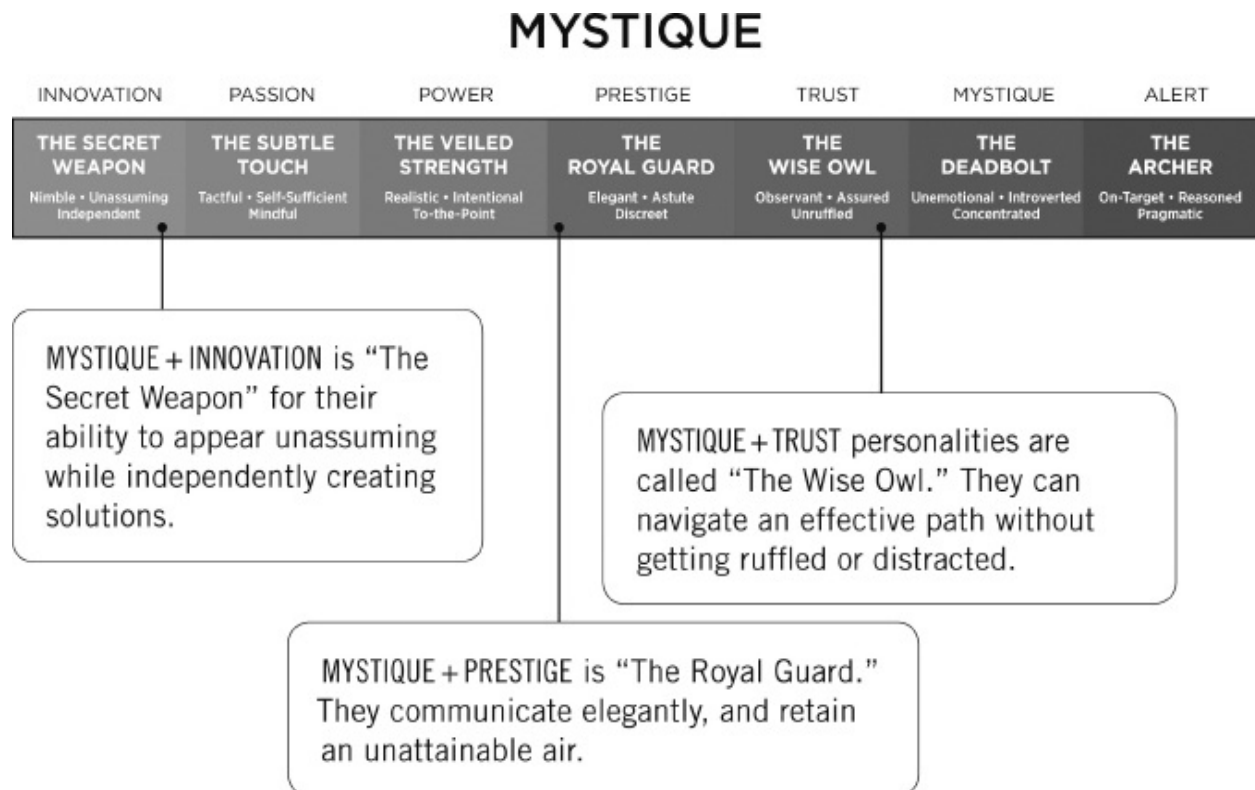 MYSTIQUE
INNOVATION PASSION POWER PRESTIGE TRUST MYSTIQUE ALERT
THE SECRET WEAPON
Nimble • Unassuming
Independent
THE SUBTLE TOUCH
Tactful • Self-Sufficient
Mindful
THE VEILED STRENGTH
Realistic • Intentional
To-the-Point
THE ROYAL GUARD
Elegant • Astute
Discreet
THE WISE OWL
Observant • Assured
Unruffled
THE DEADBOLT
Unemotional • Introverted
Concentrated
THE ARCHER
On-Target • Reasoned
Pragmatic
MYSTIQUE + INNOVATION is “The
Secret Weapon” for their
ability to appear unassuming
while independently creating
solutions.
MYSTIQUE + TRUST personalities are
called “The Wise Owl.” They can
navigate an effective path without
getting ruffled or distracted.
MYSTIQUE + PRESTIGE is “The Royal Guard.”
They communicate elegantly, and retain
an unattainable air.